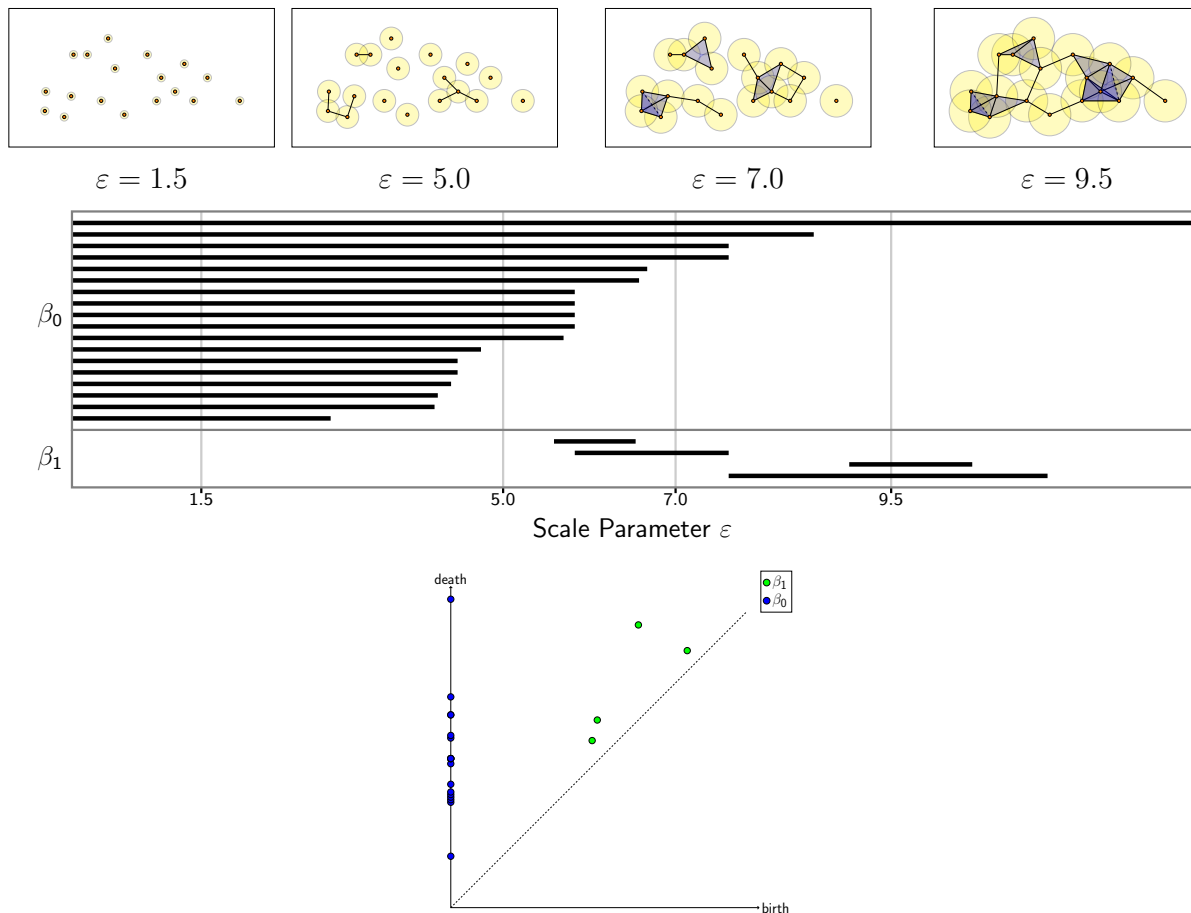 ε = 1.5 ε = 5.0 ε = 7.0 ε = 9.5
β₀
β₁
1.5 5.0 7.0 9.5
Scale Parameter ε
death
β₁
β₀
birth